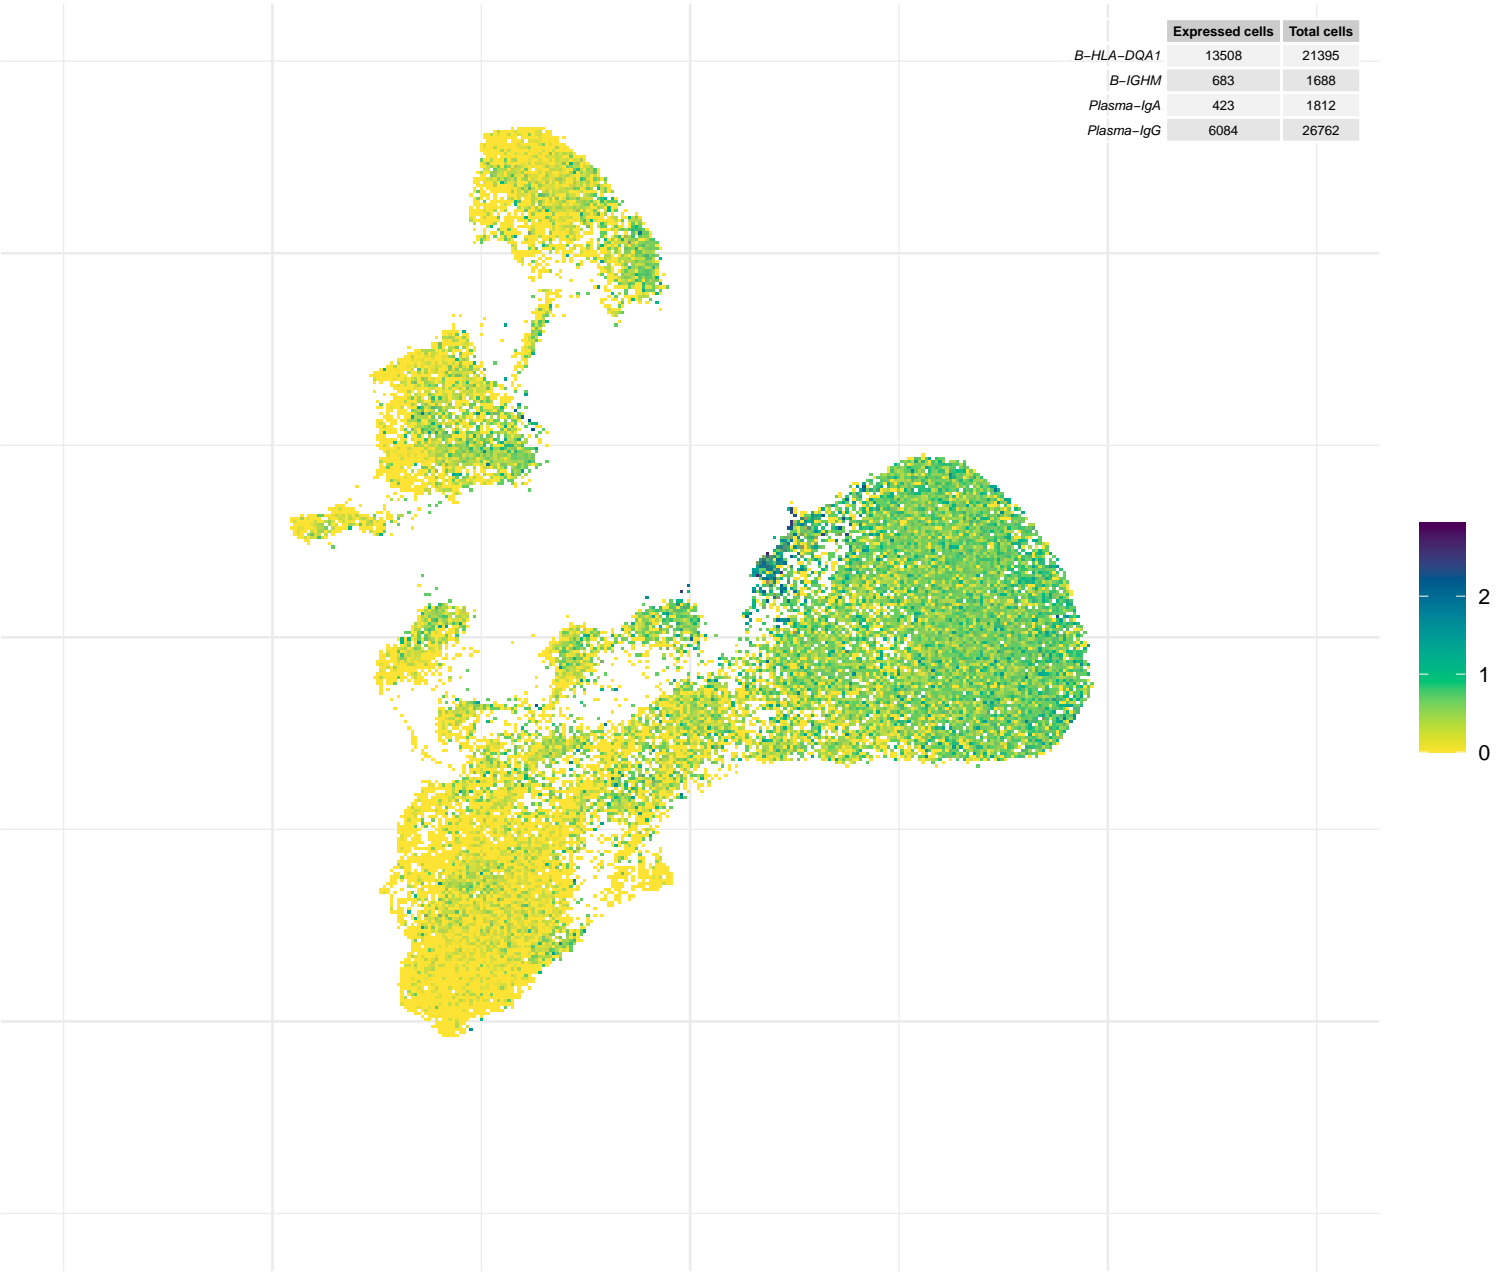 Expressed cells Total cells
B−HLA−DQA1 13508 21395
B−IGHM 683 1688
Plasma−IgA 423 1812
Plasma−IgG 6084 26762
2
1
0